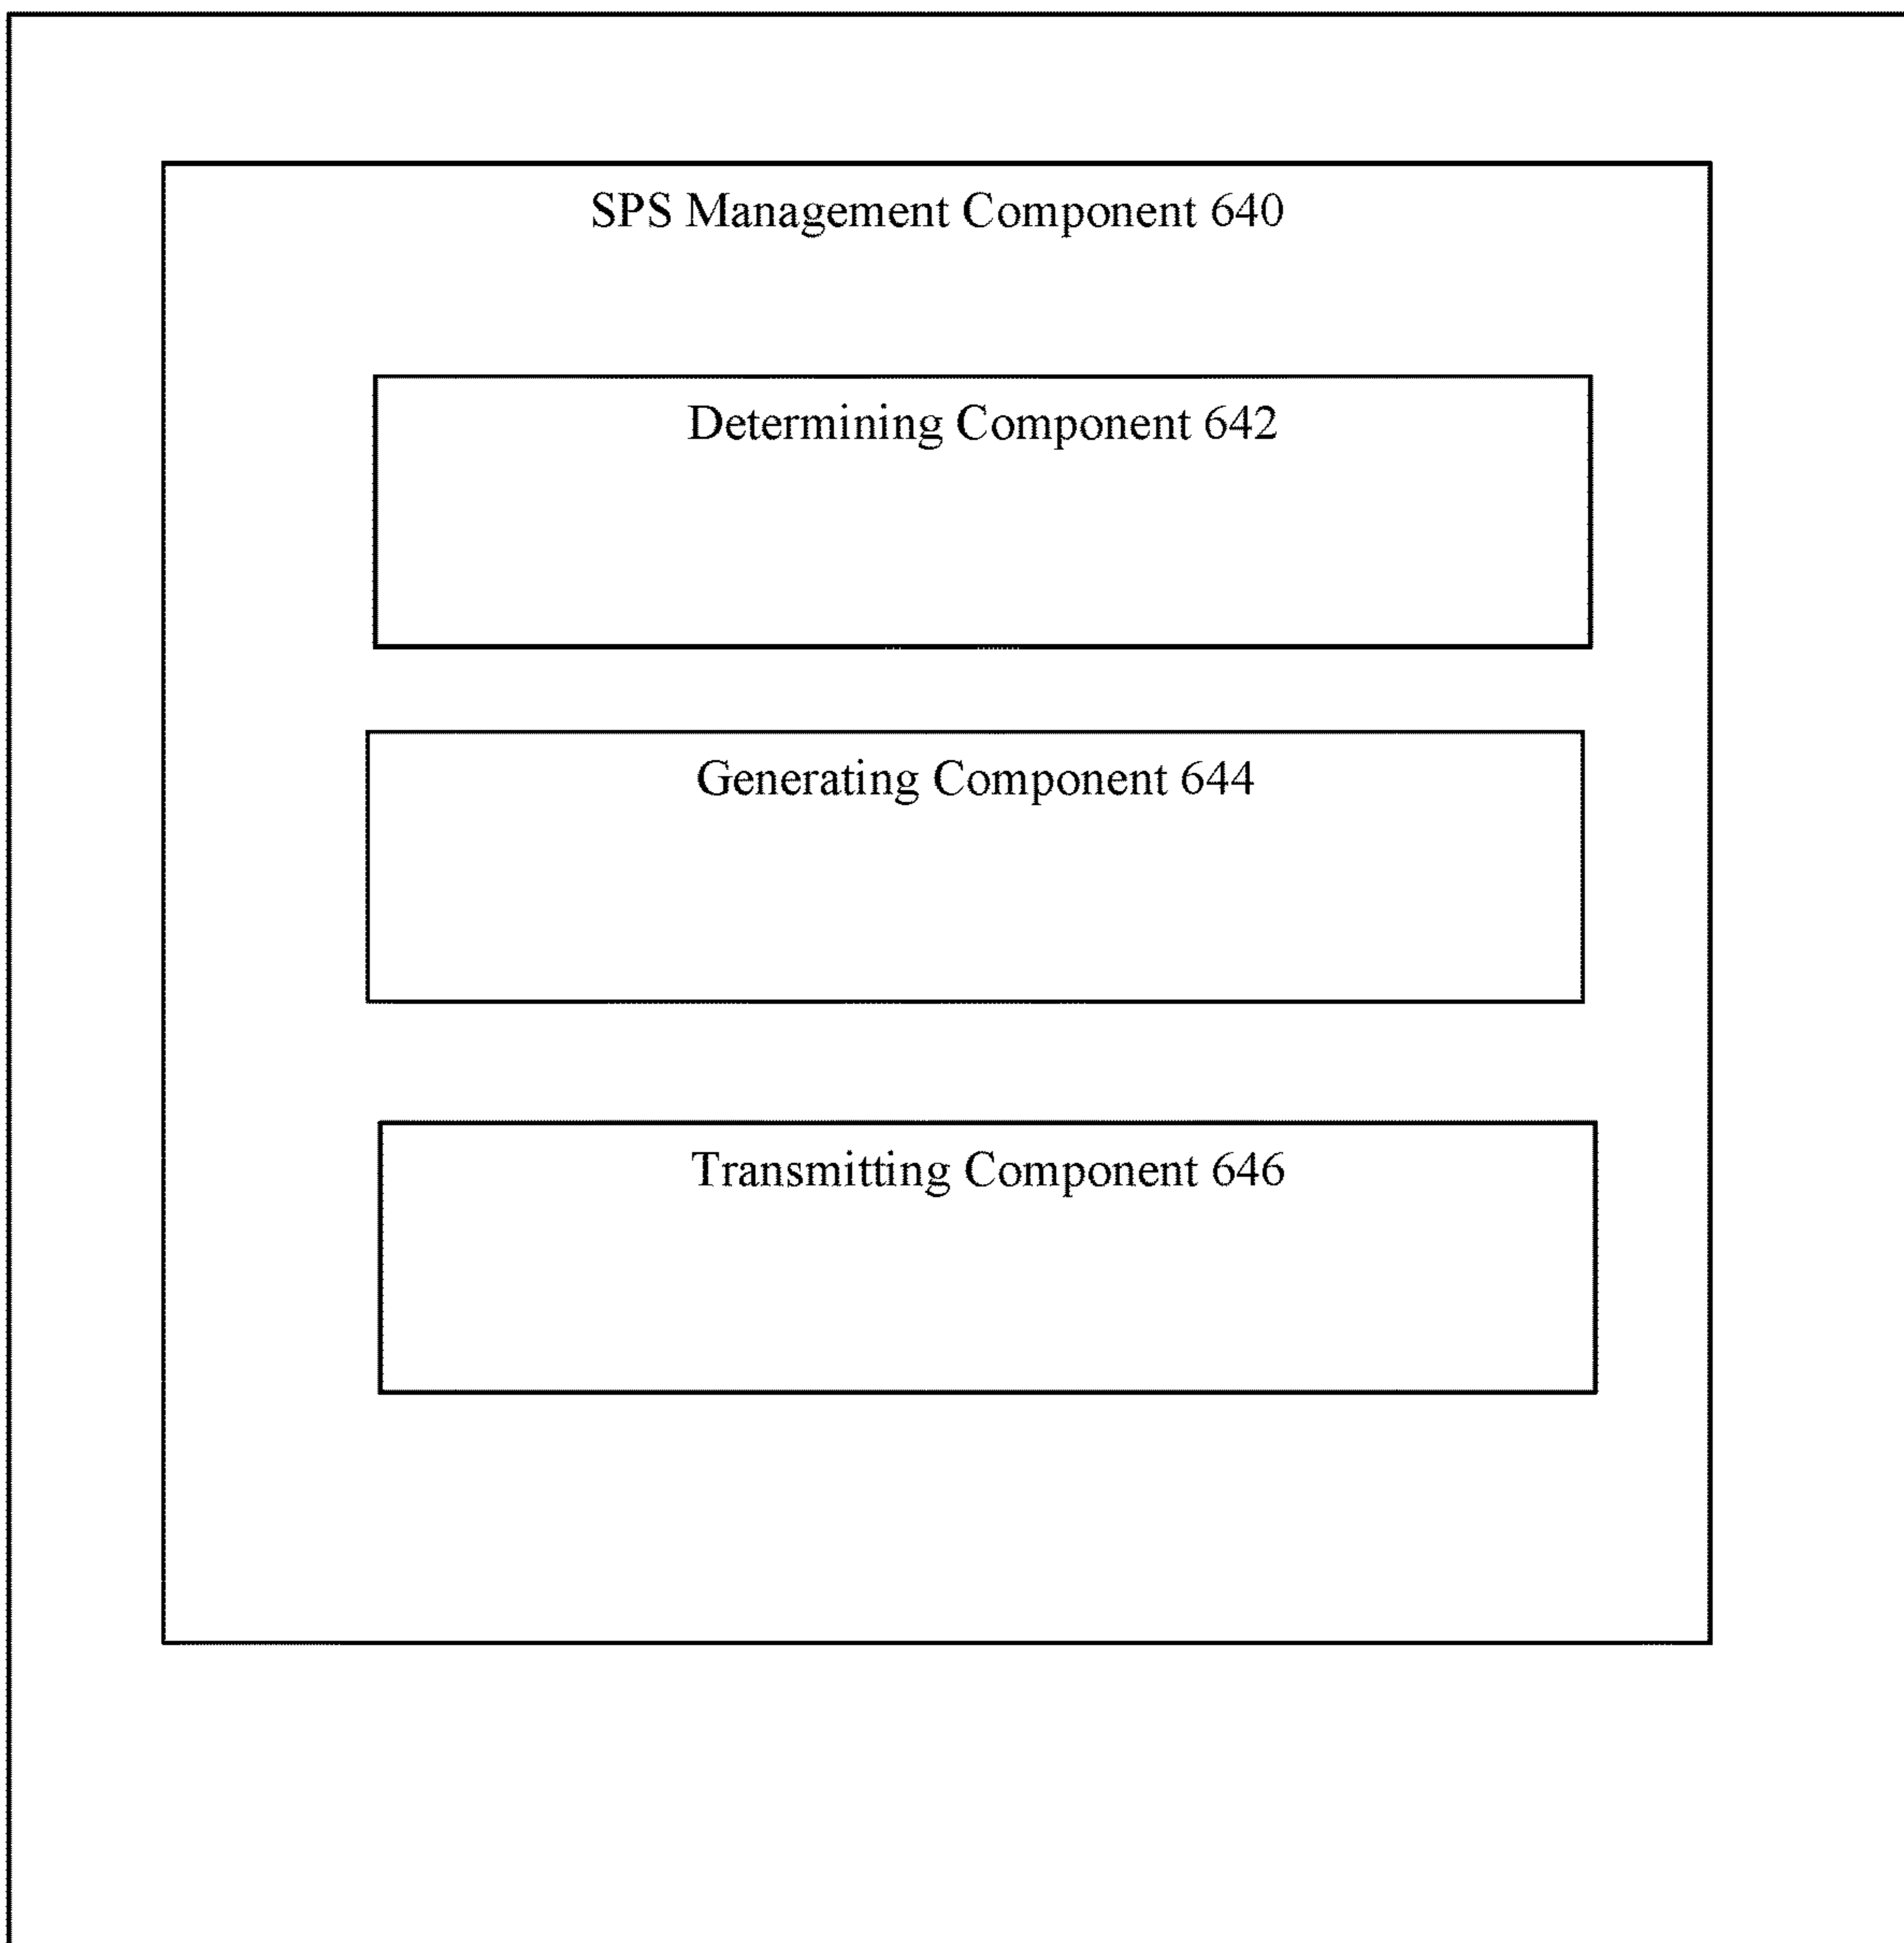 SPS Management Component 640
Determining Component 642
Generating Component 644
Transmitting Component 646